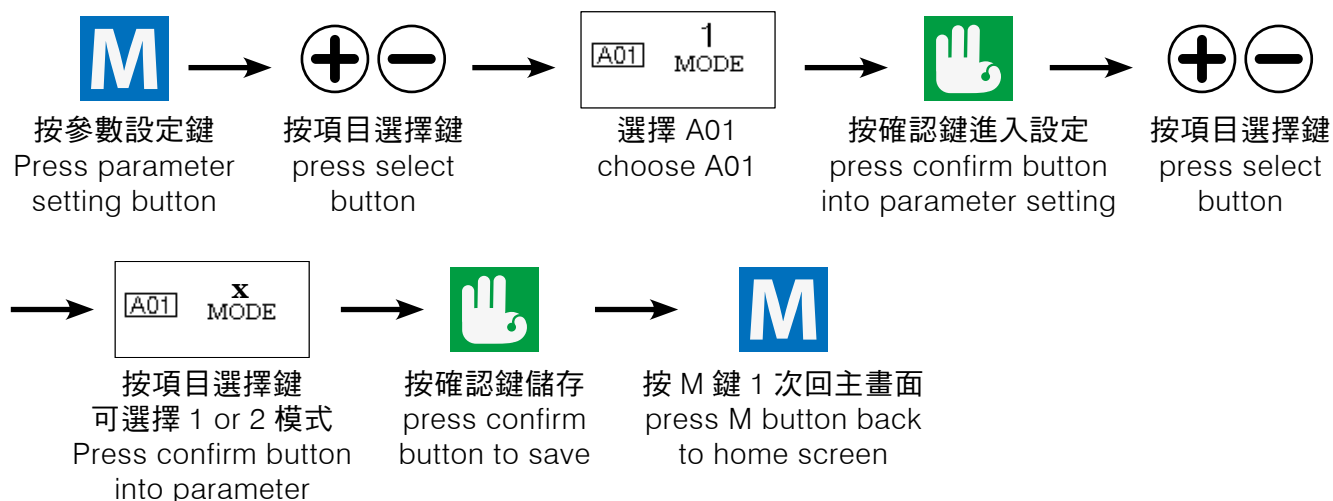 M
按參數設定鍵
Press parameter
setting button
按項目選擇鍵
press select
button
A01 1
MODE
選擇 A01
choose A01
按確認鍵進入設定
press confirm button
into parameter setting
按項目選擇鍵
press select
button
A01 x
MODE
按項目選擇鍵
可選擇 1 or 2 模式
Press confirm button
into parameter
按確認鍵儲存
press confirm
button to save
M
按 M 鍵 1 次回主畫面
press M button back
to home screen